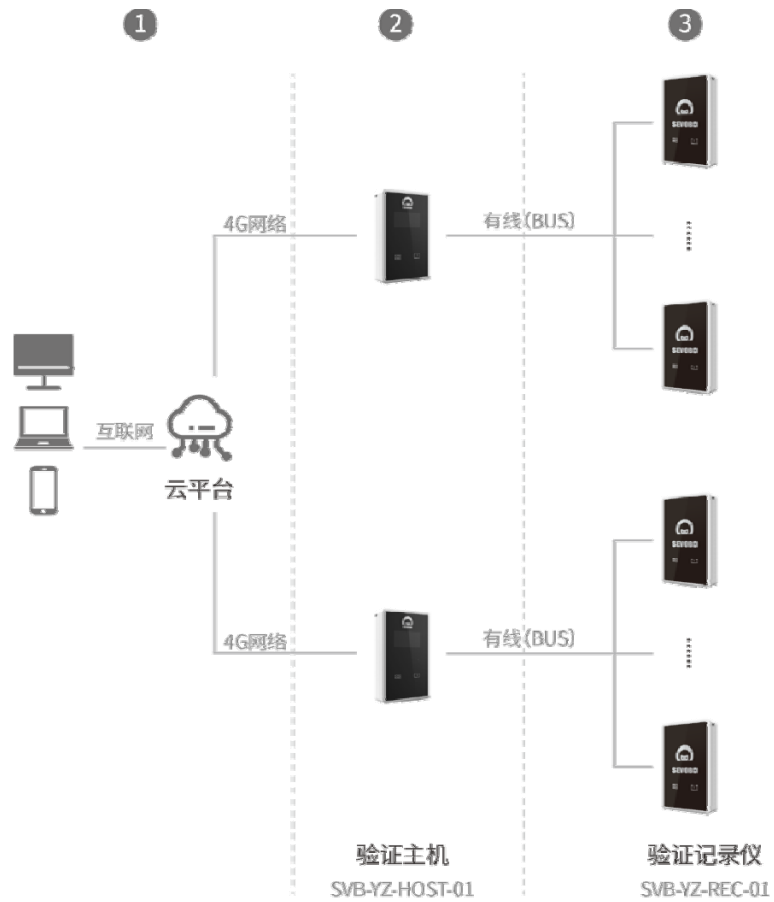 1
2
3
4G网络
有线(BUS)
互联网
云平台
4G网络
有线(BUS)
验证主机
SVB-YZ-HOST-01
验证记录仪
SVB-YZ-REC-01